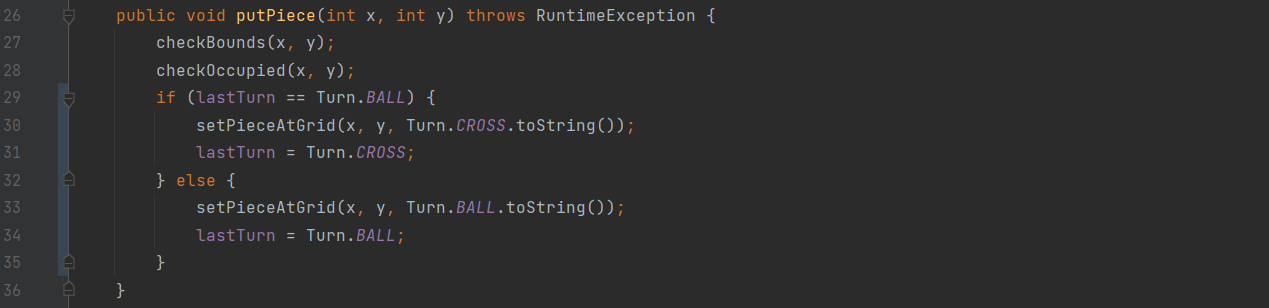 26 public void putPiece(int x, int y) throws RuntimeException {
27 checkBounds(x, y);
28 checkOccupied(x, y);
29 if (lastTurn == Turn.BALL) {
30 setPieceAtGrid(x, y, Turn.CROSS.toString());
31 lastTurn = Turn.CROSS;
32 } else {
33 setPieceAtGrid(x, y, Turn.BALL.toString());
34 lastTurn = Turn.BALL;
35 }
36 }